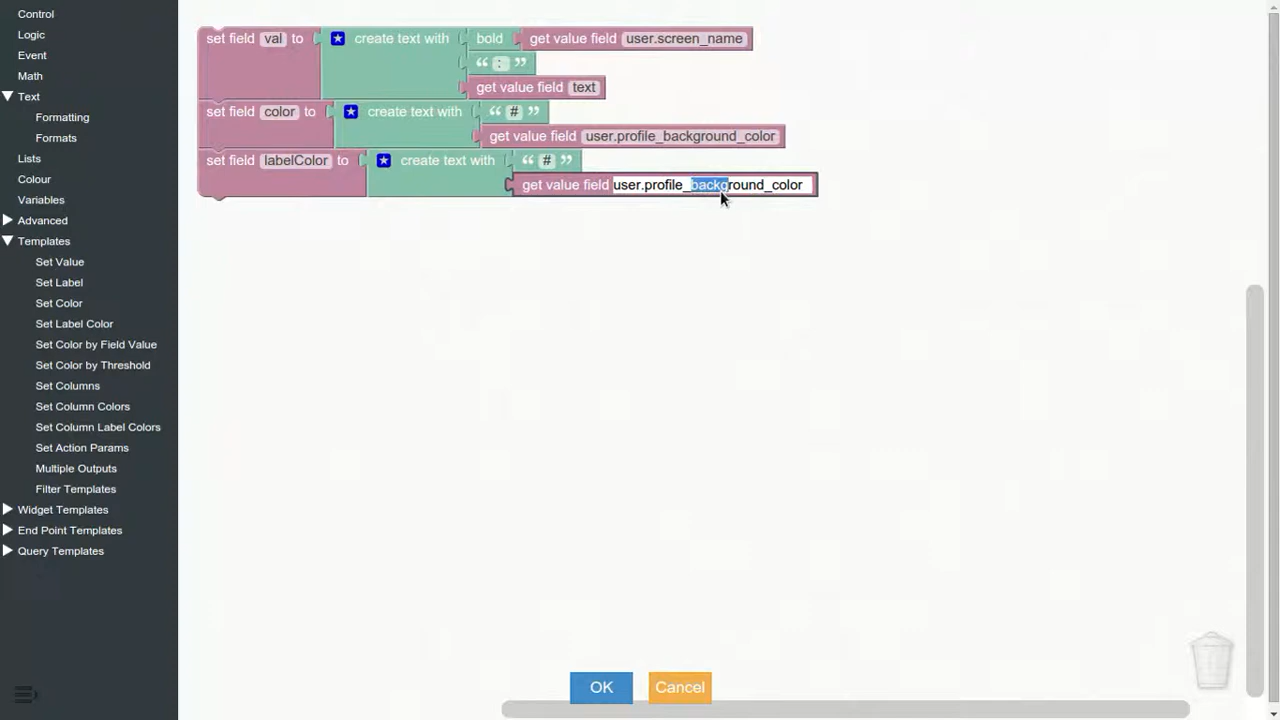 Control
Logic
Event
Math
Text
Formatting
Formats
Lists
Colour
Variables
Advanced
Templates
Set Value
Set Label
Set Color
Set Label Color
Set Color by Field Value
Set Color by Threshold
Set Columns
Set Column Colors
Set Column Label Colors
Set Action Params
Multiple Outputs
Filter Templates
Widget Templates
End Point Templates
Query Templates
set field val to create text with bold get value field user.screen_name
“ : ”
get value field text
set field color to create text with “ # ”
get value field user.profile_background_color
set field labelColor to create text with “ # ”
get value field user.profile_background_color
OK Cancel